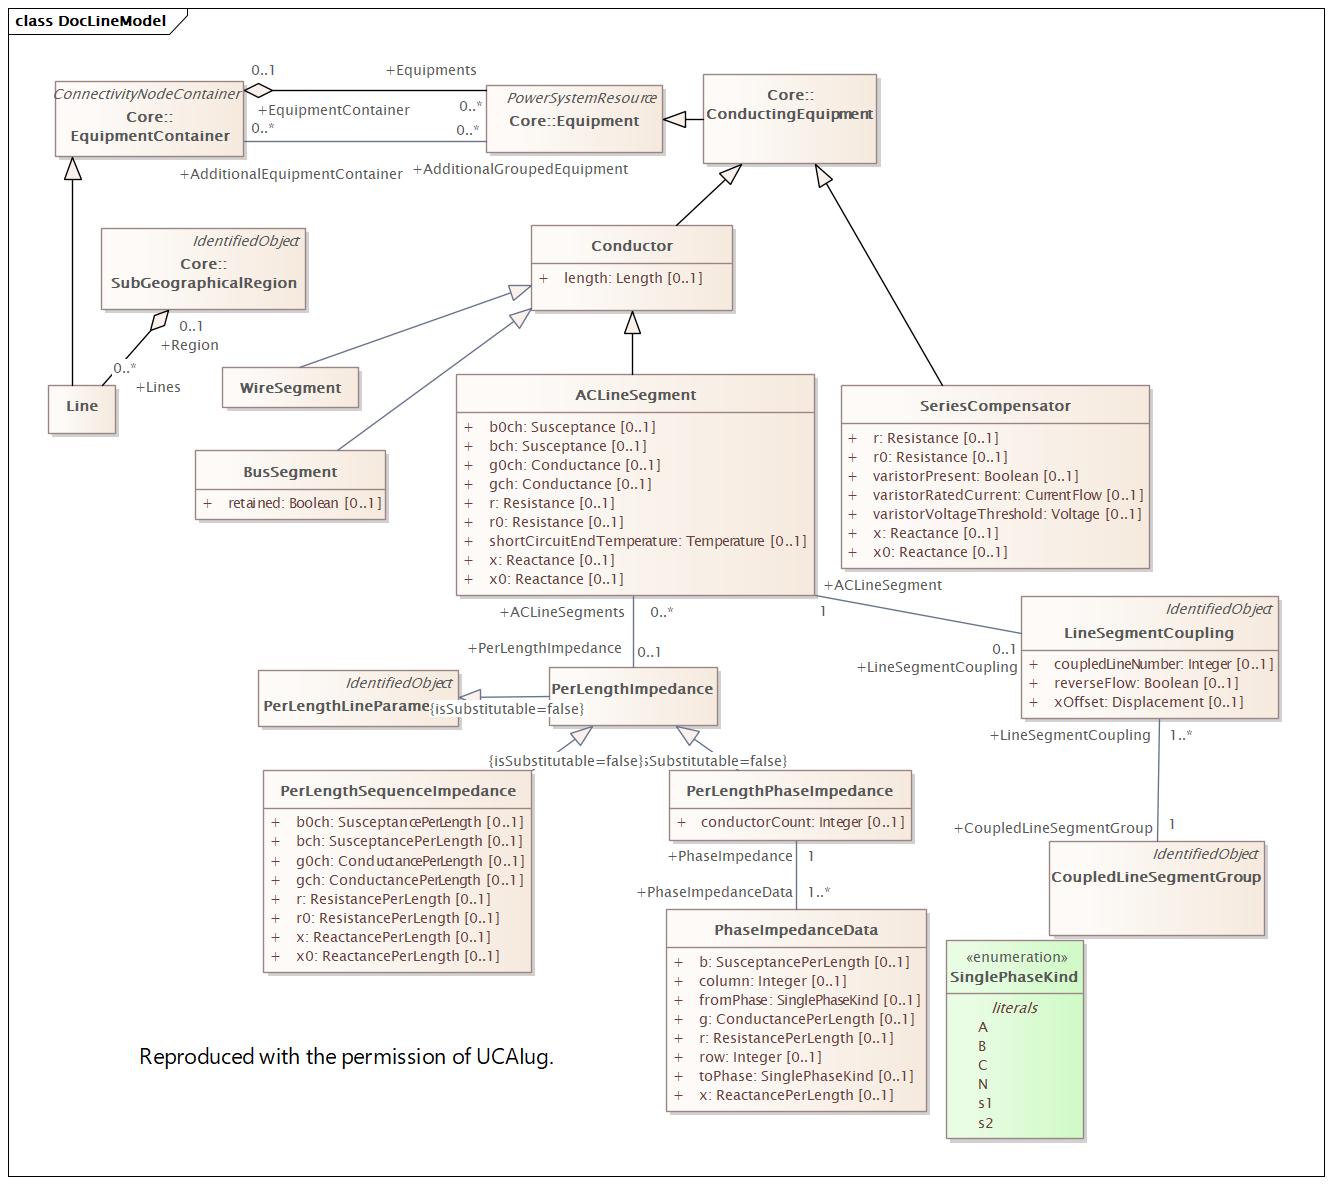 class DocLineModel
ConnectivityNodeContainer
Core::
EquipmentContainer
0..1
+Equipments
+EquipmentContainer
0..*
0..*
0..*
+AdditionalEquipmentContainer
+AdditionalGroupedEquipment
PowerSystemResource
Core::Equipment
Core::
ConductingEquipment
IdentifiedObject
Core::
SubGeographicalRegion
0..1
+Region
0..*
+Lines
Line
Conductor
+ length: Length [0..1]
WireSegment
BusSegment
+ retained: Boolean [0..1]
ACLineSegment
+ b0ch: Susceptance [0..1]
+ bch: Susceptance [0..1]
+ g0ch: Conductance [0..1]
+ gch: Conductance [0..1]
+ r: Resistance [0..1]
+ r0: Resistance [0..1]
+ shortCircuitEndTemperature: Temperature [0..1]
+ x: Reactance [0..1]
+ x0: Reactance [0..1]
SeriesCompensator
+ r: Resistance [0..1]
+ r0: Resistance [0..1]
+ varistorPresent: Boolean [0..1]
+ varistorRatedCurrent: CurrentFlow [0..1]
+ varistorVoltageThreshold: Voltage [0..1]
+ x: Reactance [0..1]
+ x0: Reactance [0..1]
+ACLineSegment
1
+ACLineSegments
0..*
+PerLengthImpedance
0..1
0..1
+LineSegmentCoupling
IdentifiedObject
LineSegmentCoupling
+ coupledLineNumber: Integer [0..1]
+ reverseFlow: Boolean [0..1]
+ xOffset: Displacement [0..1]
IdentifiedObject
PerLengthLineParame
{isSubstitutable=false}
PerLengthImpedance
+LineSegmentCoupling
1..*
{isSubstitutable=false}
sSubstitutable=false}
PerLengthSequenceImpedance
+ b0ch: SusceptancePerLength [0..1]
+ bch: SusceptancePerLength [0..1]
+ g0ch: ConductancePerLength [0..1]
+ gch: ConductancePerLength [0..1]
+ r: ResistancePerLength [0..1]
+ r0: ResistancePerLength [0..1]
+ x: ReactancePerLength [0..1]
+ x0: ReactancePerLength [0..1]
PerLengthPhaseImpedance
+ conductorCount: Integer [0..1]
+PhaseImpedance
1
+PhaseImpedanceData
1..*
+CoupledLineSegmentGroup
1
IdentifiedObject
CoupledLineSegmentGroup
PhaseImpedanceData
+ b: SusceptancePerLength [0..1]
+ column: Integer [0..1]
+ fromPhase: SinglePhaseKind [0..1]
+ g: ConductancePerLength [0..1]
+ r: ResistancePerLength [0..1]
+ row: Integer [0..1]
+ toPhase: SinglePhaseKind [0..1]
+ x: ReactancePerLength [0..1]
«enumeration»
SinglePhaseKind
literals
A
B
C
N
s1
s2
Reproduced with the permission of UCAIug.